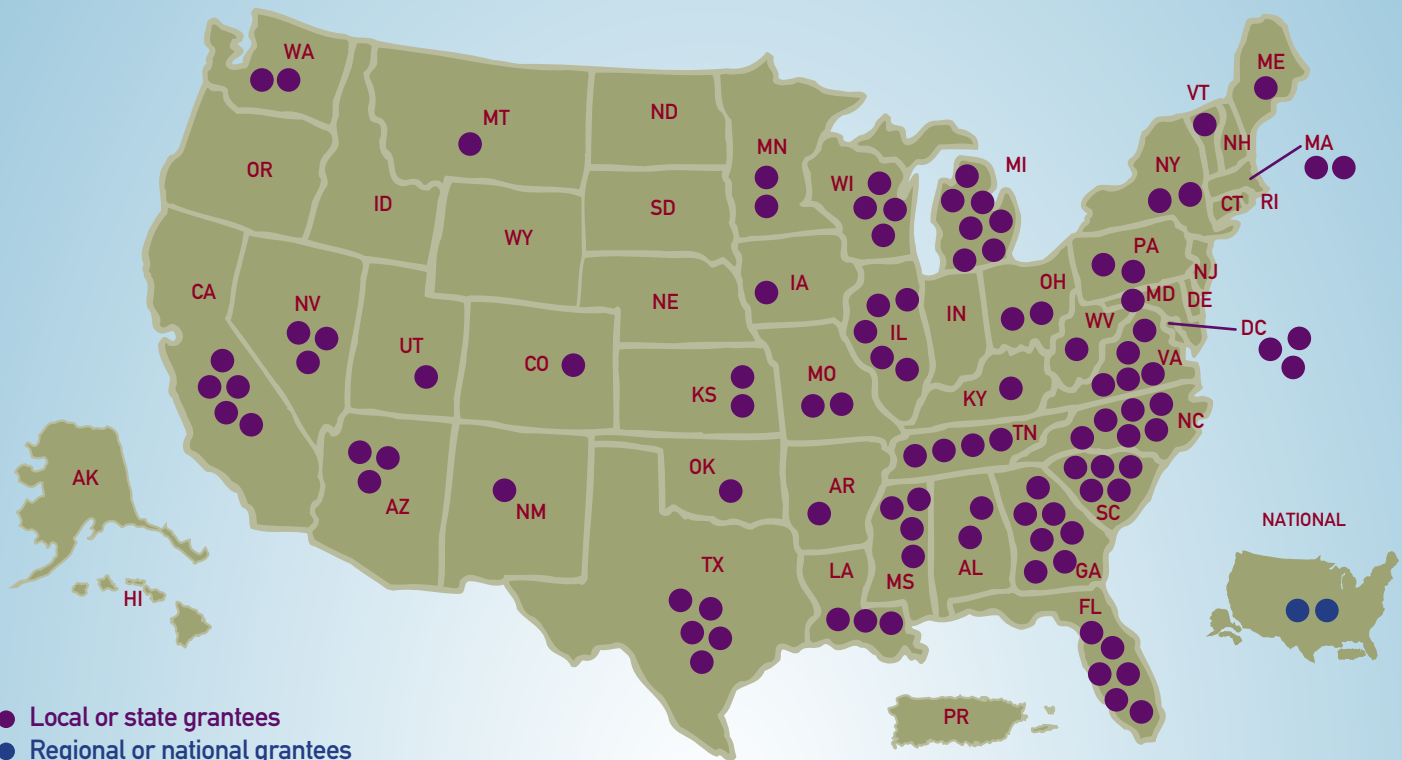 WA
MT
ND
MN
OR
ID
WY
SD
WI
MI
VT
ME
NH
MA
NY
CT
RI
CA
NV
UT
CO
NE
IA
IL
IN
OH
PA
NJ
MD
DE
WV
DC
VA
KS
MO
KY
NC
TN
AK
AZ
NM
OK
AR
SC
NATIONAL
HI
TX
LA
MS
AL
GA
FL
PR
Local or state grantees
Regional or national grantees